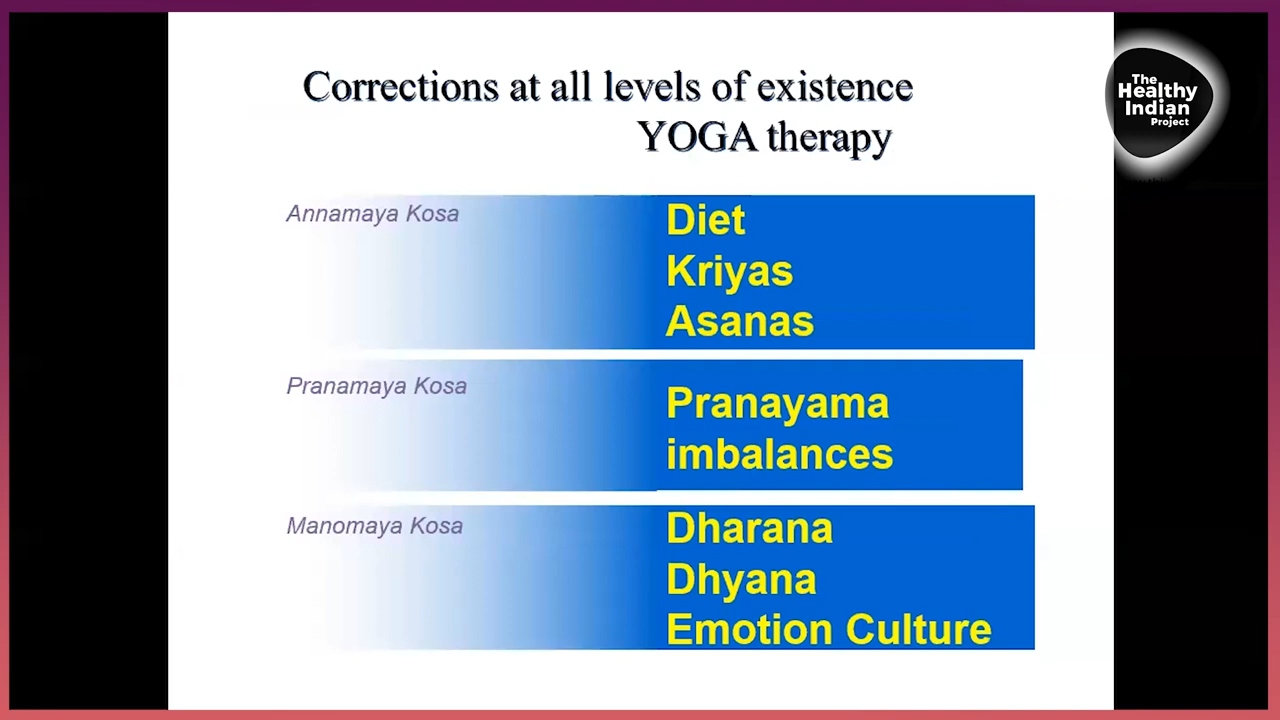 Corrections at all levels of existence
YOGA therapy
The
Healthy
Indian
Project
Annamaya Kosa
Diet
Kriyas
Asanas
Pranamaya Kosa
Pranayama
imbalances
Manomaya Kosa
Dharana
Dhyana
Emotion Culture